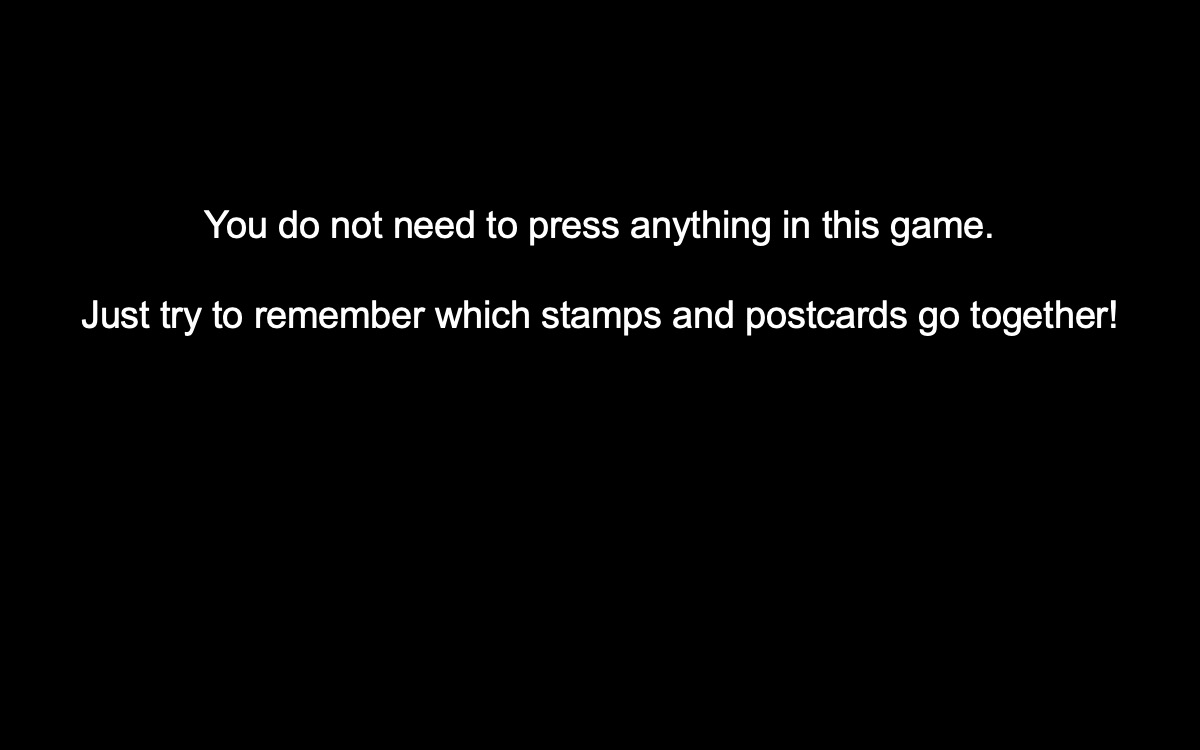 You do not need to press anything in this game.
Just try to remember which stamps and postcards go together!